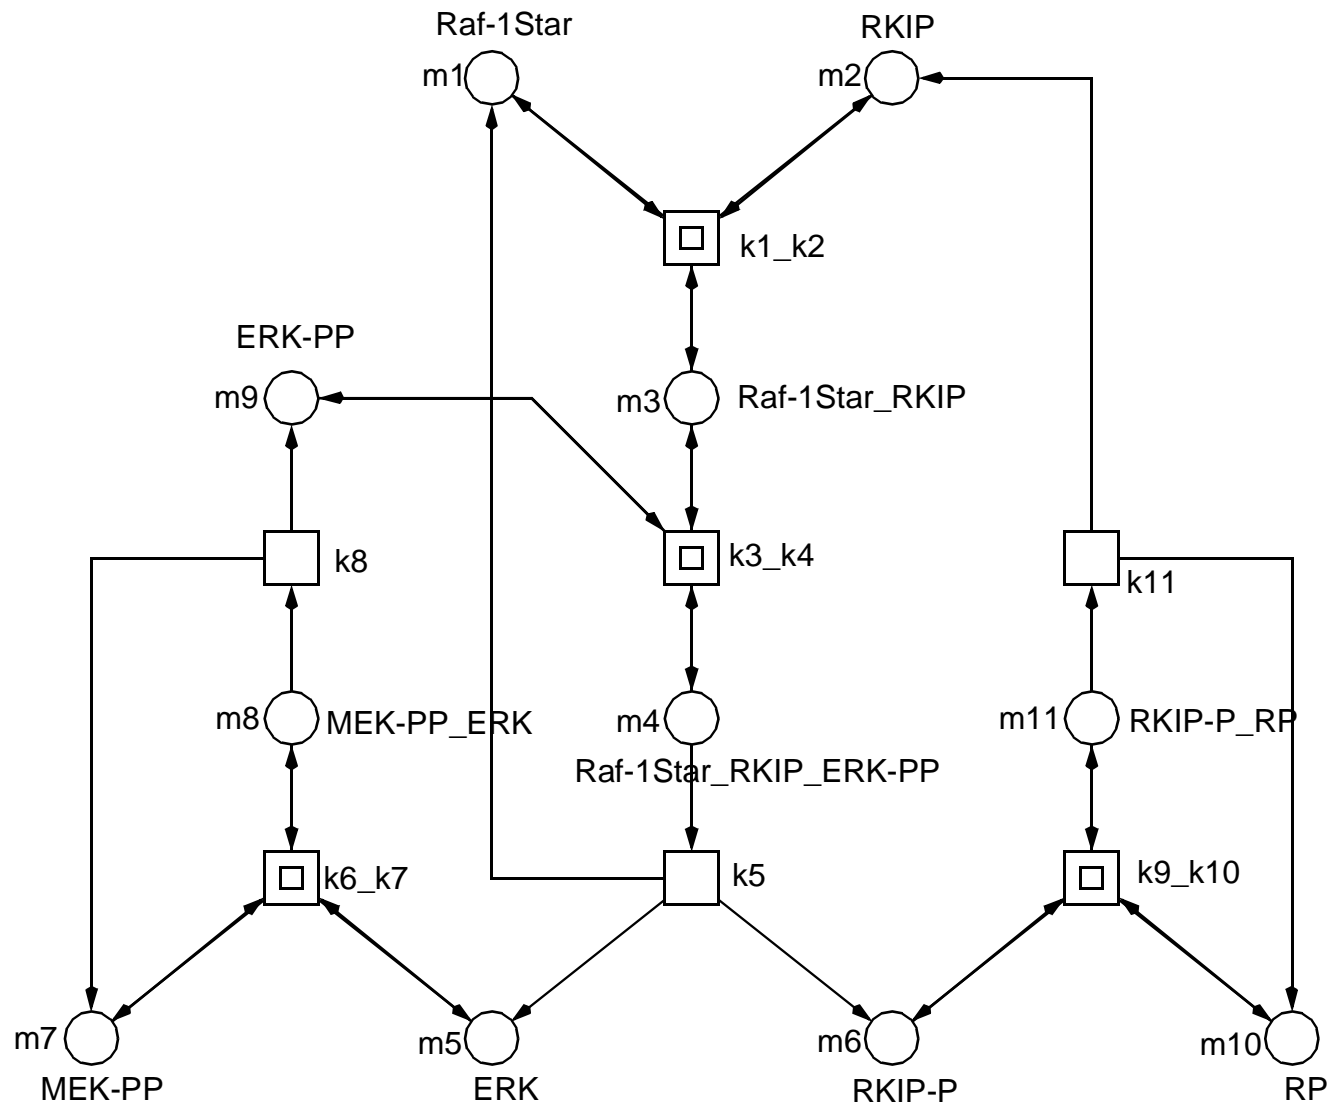 Raf-1Star
RKIP
m1
m2
k1_k2
ERK-PP
m9
m3
Raf-1Star_RKIP
k8
k3_k4
k11
m8
MEK-PP_ERK
m4
m11
RKIP-P_RP
Raf-1Star_RKIP_ERK-PP
k6_k7
k5
k9_k10
m7
m5
m6
m10
MEK-PP
ERK
RKIP-P
RP